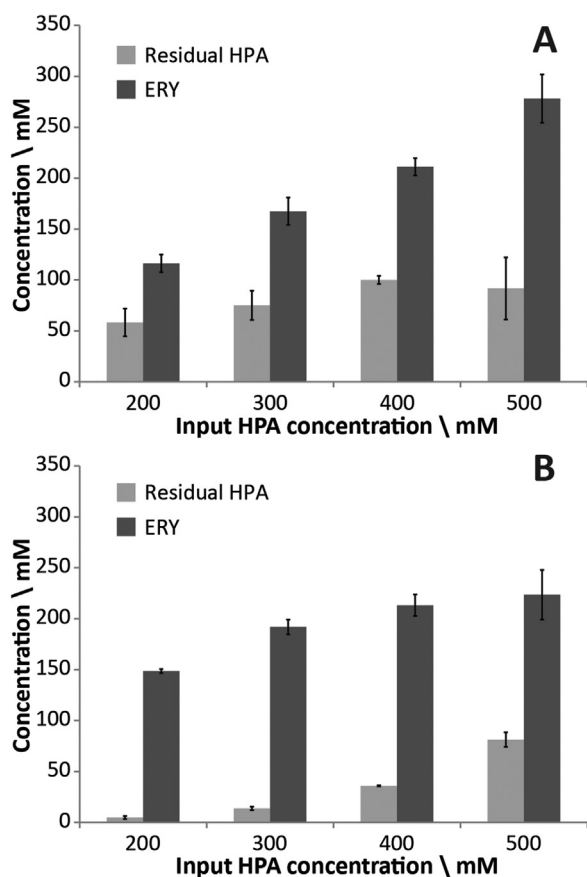 A
350
300
250
200
150
100
50
0
Concentration \ mM
Residual HPA
ERY
200 300 400 500
Input HPA concentration \ mM
B
350
300
250
200
150
100
50
0
Concentration \ mM
Residual HPA
ERY
200 300 400 500
Input HPA concentration \ mM